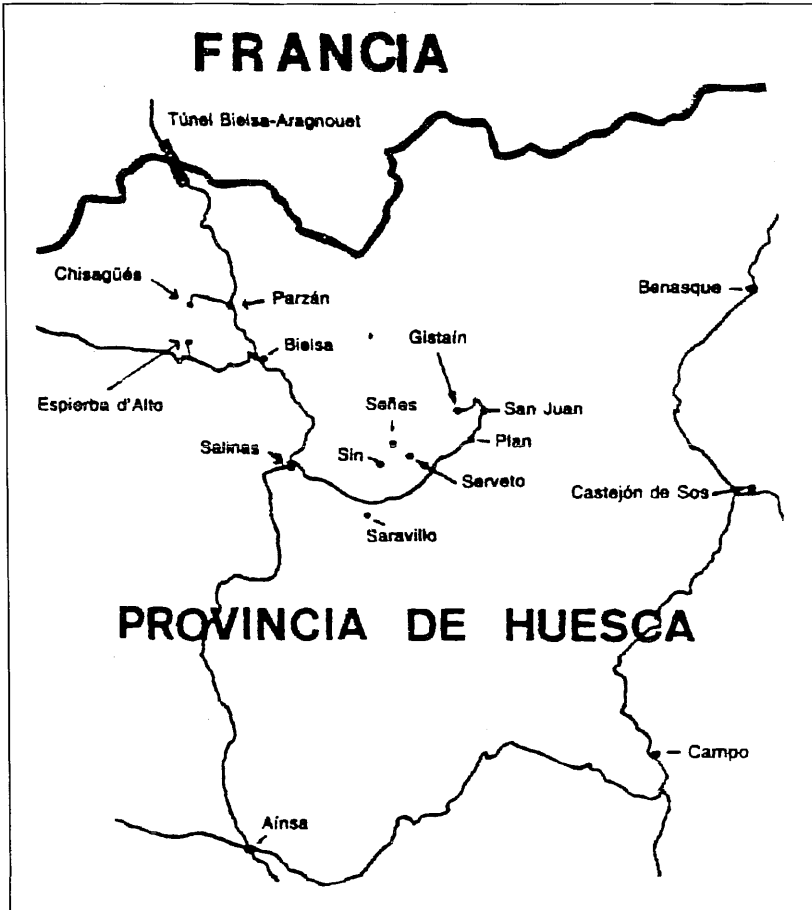 FRANCIA
Túnel Bielsa-Aragnouet
Chisagüés
Parzán
Benasque
Bielsa
Gistaín
Espierba d'Alto
Señes
San Juan
Salinas
Sin
Plan
Serveto
Castejón de Sos
Saravillo
PROVINCIA DE HUESCA
Campo
Aínsa